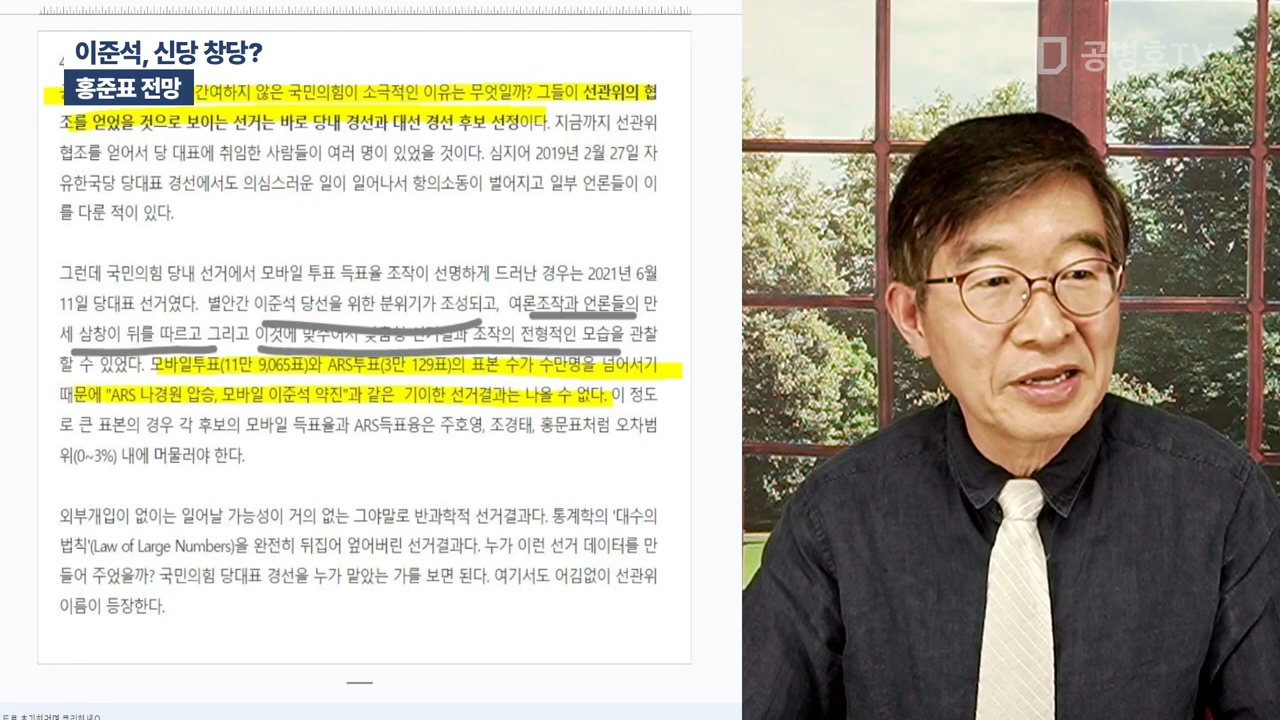 이준석, 신당 창당?
홍준표 전망
공병호TV
간여하지 않은 국민의힘이 소극적인 이유는 무엇일까? 그들이 선관위의 협
조를 얻었을 것으로 보이는 선거는 바로 당내 경선과 대선 경선 후보 선정이다. 지금까지 선관위
협조를 얻어서 당 대표에 취임한 사람들이 여러 명이 있었을 것이다. 심지어 2019년 2월 27일 자
유한국당 당대표 경선에서도 의심스러운 일이 일어나서 항의소동이 벌어지고 일부 언론들이 이
를 다룬 적이 있다.
그런데 국민의힘 당내 선거에서 모바일 투표 득표율 조작이 선명하게 드러난 경우는 2021년 6월
11일 당대표 선거였다. 별안간 이준석 당선을 위한 분위기가 조성되고, 여론조작과 언론들의 만
세 삼창이 뒤를 따르고 그리고 이것에 맞추어서 맞춤형 선거결과 조작의 전형적인 모습을 관찰
할 수 있었다. 모바일투표(11만 9,065표)와 ARS투표(3만 129표)의 표본 수가 수만명을 넘어서기
때문에 "ARS 나경원 압승, 모바일 이준석 약진"과 같은 기이한 선거결과는 나올 수 없다. 이 정도
로 큰 표본의 경우 각 후보의 모바일 득표율과 ARS득표율은 주호영, 조경태, 홍문표처럼 오차범
위(0~3%) 내에 머물러야 한다.
외부개입이 없이는 일어날 가능성이 거의 없는 그야말로 반과학적 선거결과다. 통계학의 '대수의
법칙'(Law of Large Numbers)을 완전히 뒤집어 엎어버린 선거결과다. 누가 이런 선거 데이터를 만
들어 주었을까? 국민의힘 당대표 경선을 누가 맡았는 가를 보면 된다. 여기서도 어김없이 선관위
이름이 등장한다.